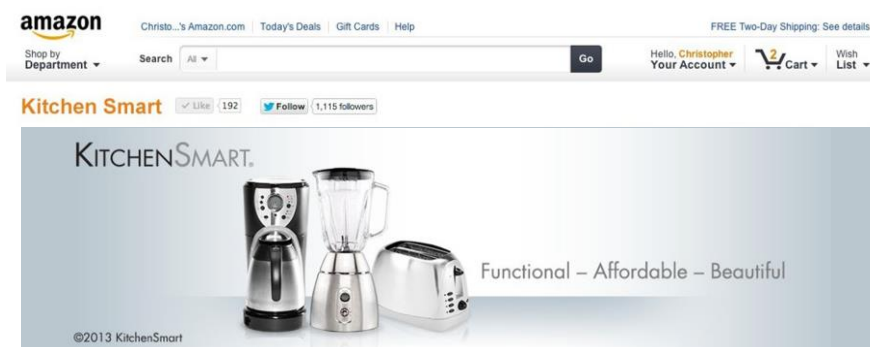 amazon
Christo...'s Amazon.com | Today's Deals | Gift Cards | Help
FREE Two-Day Shipping: See details
Shop by
Department
Search
All
Go
Hello, Christopher
Your Account
2
Cart
Wish
List
Kitchen Smart
Like 192
Follow 1,115 followers
KITCHENSMART.
Functional – Affordable – Beautiful
©2013 KitchenSmart